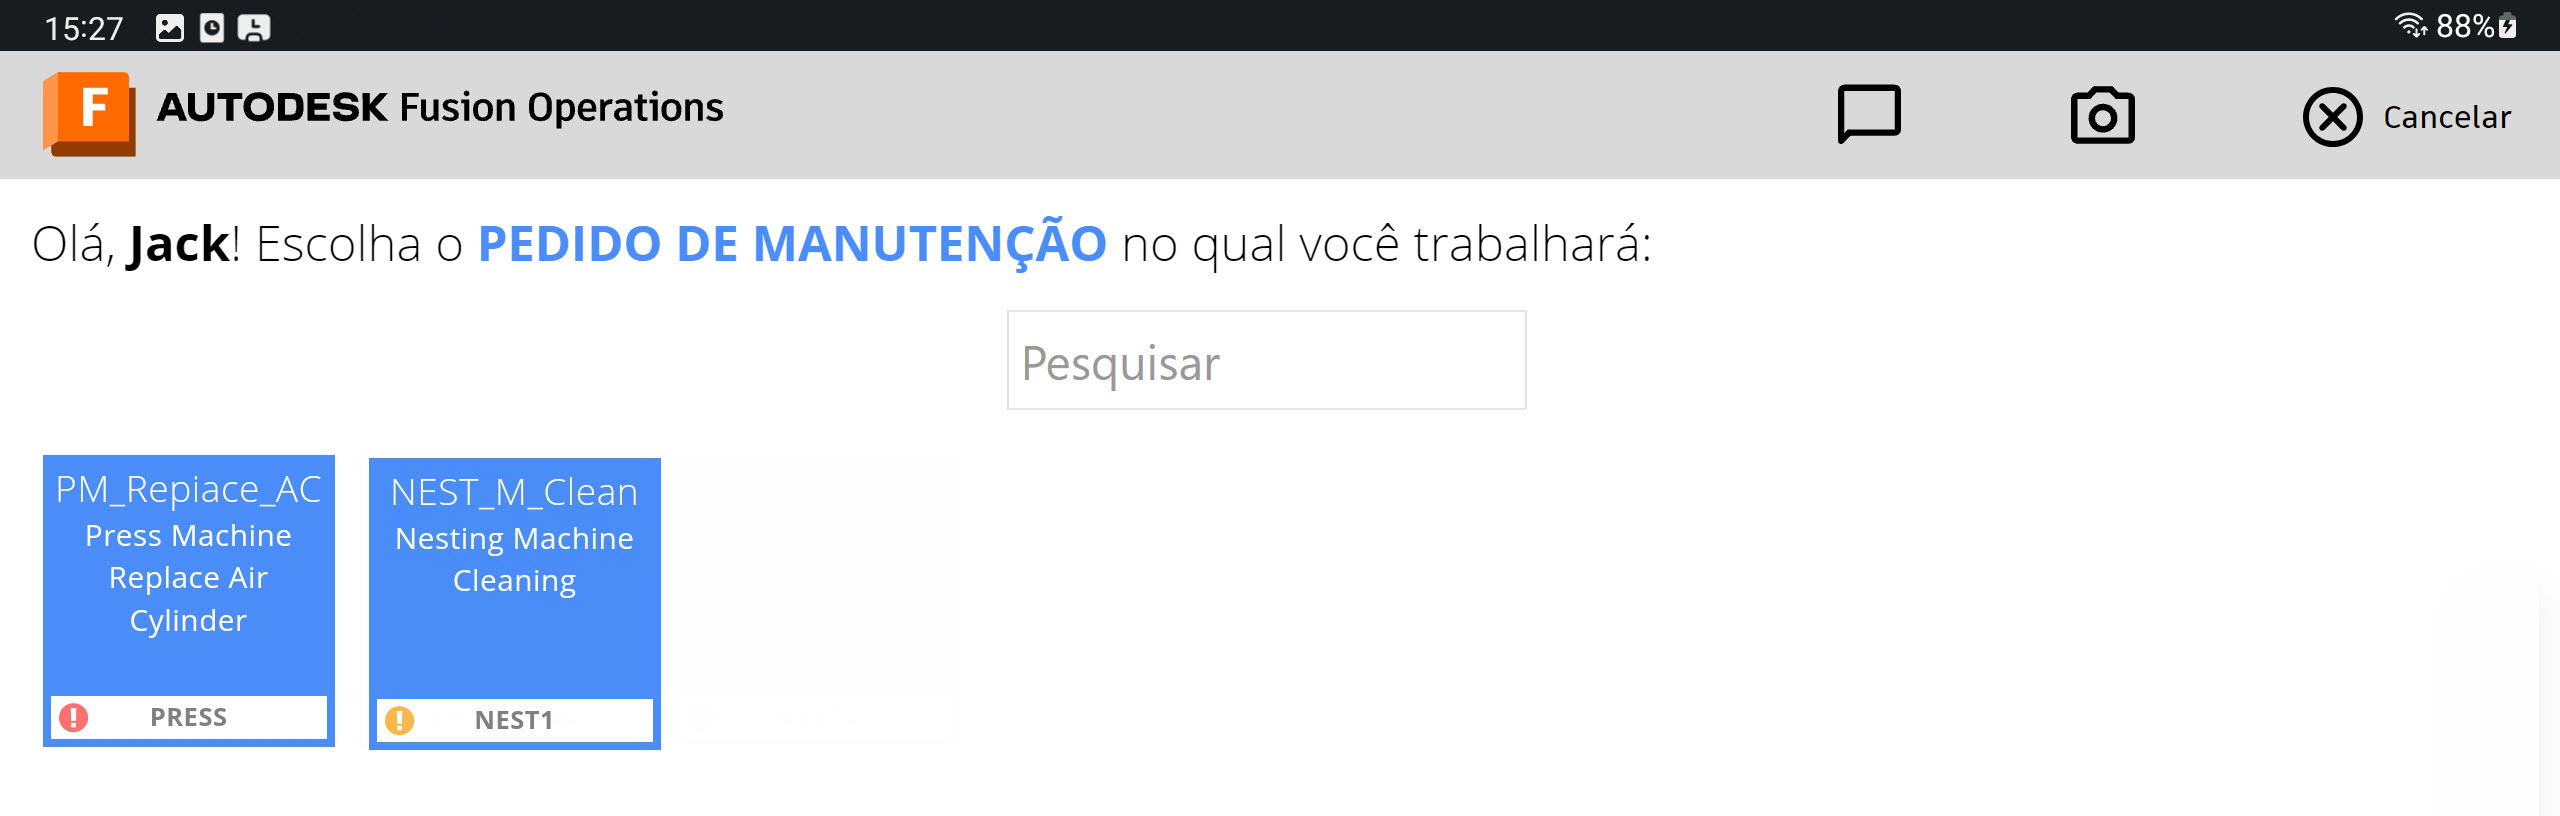 15:27 88%
F AUTODESK Fusion Operations Cancelar
Olá, Jack! Escolha o PEDIDO DE MANUTENÇÃO no qual você trabalhará:
Pesquisar
PM_Repiace_AC
Press Machine
Replace Air
Cylinder
PRESS
NEST_M_Clean
Nesting Machine
Cleaning
NEST1